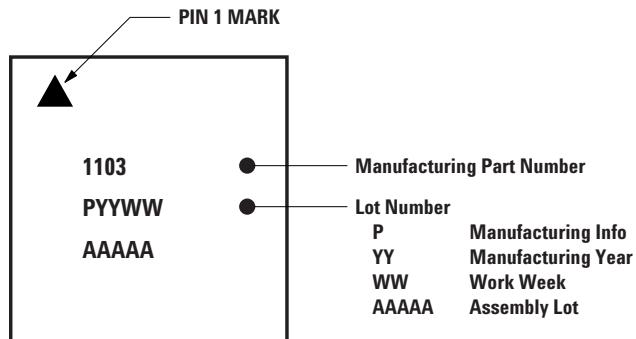 PIN 1 MARK
1103
Manufacturing Part Number
PYYWW
Lot Number
AAAAA
P Manufacturing Info
YY Manufacturing Year
WW Work Week
AAAAA Assembly Lot